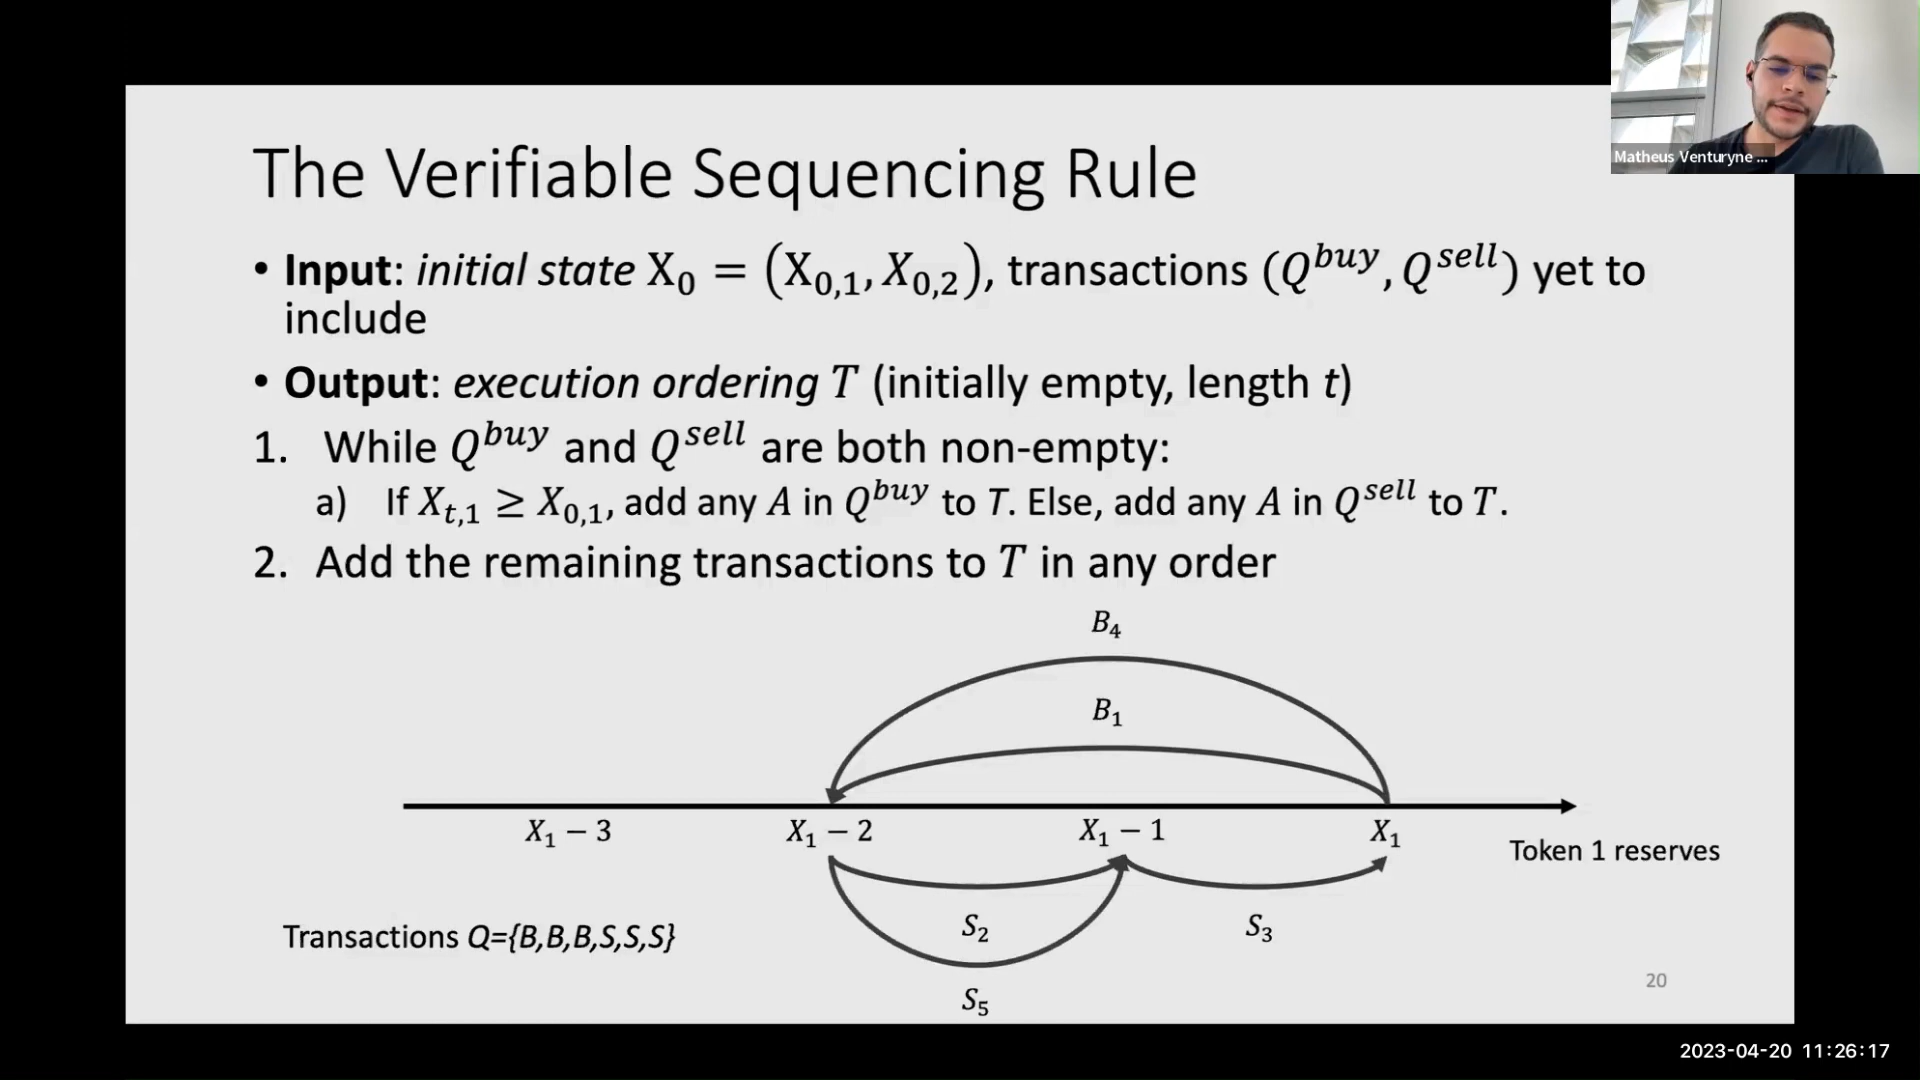 Matheus Venturyne ...
The Verifiable Sequencing Rule
• Input: initial state X₀ = (X₀,₁, X₀,₂), transactions (Q^buy, Q^sell) yet to
include
• Output: execution ordering T (initially empty, length t)
1. While Q^buy and Q^sell are both non-empty:
a) If X_t,1 ≥ X₀,₁, add any A in Q^buy to T. Else, add any A in Q^sell to T.
2. Add the remaining transactions to T in any order
B₄
B₁
X₁ − 3 X₁ − 2 X₁ − 1 X₁
Token 1 reserves
S₂ S₃
Transactions Q={B,B,B,S,S,S}
S₅
20
2023-04-20 11:26:17